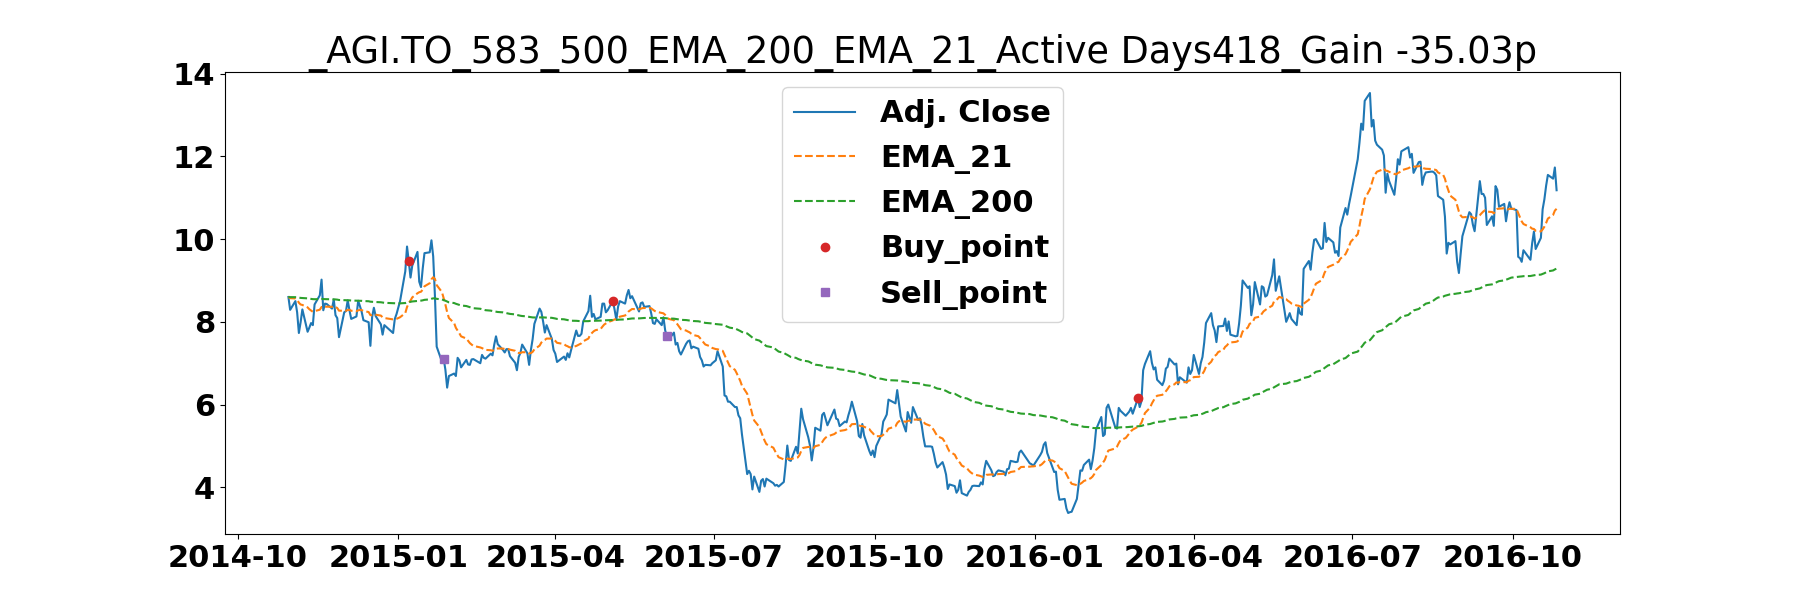 _AGI.TO_583_500_EMA_200_EMA_21_Active Days418_Gain -35.03p
14
12
10
8
6
4
Adj. Close
EMA_21
EMA_200
Buy_point
Sell_point
2014-10 2015-01 2015-04 2015-07 2015-10 2016-01 2016-04 2016-07 2016-10